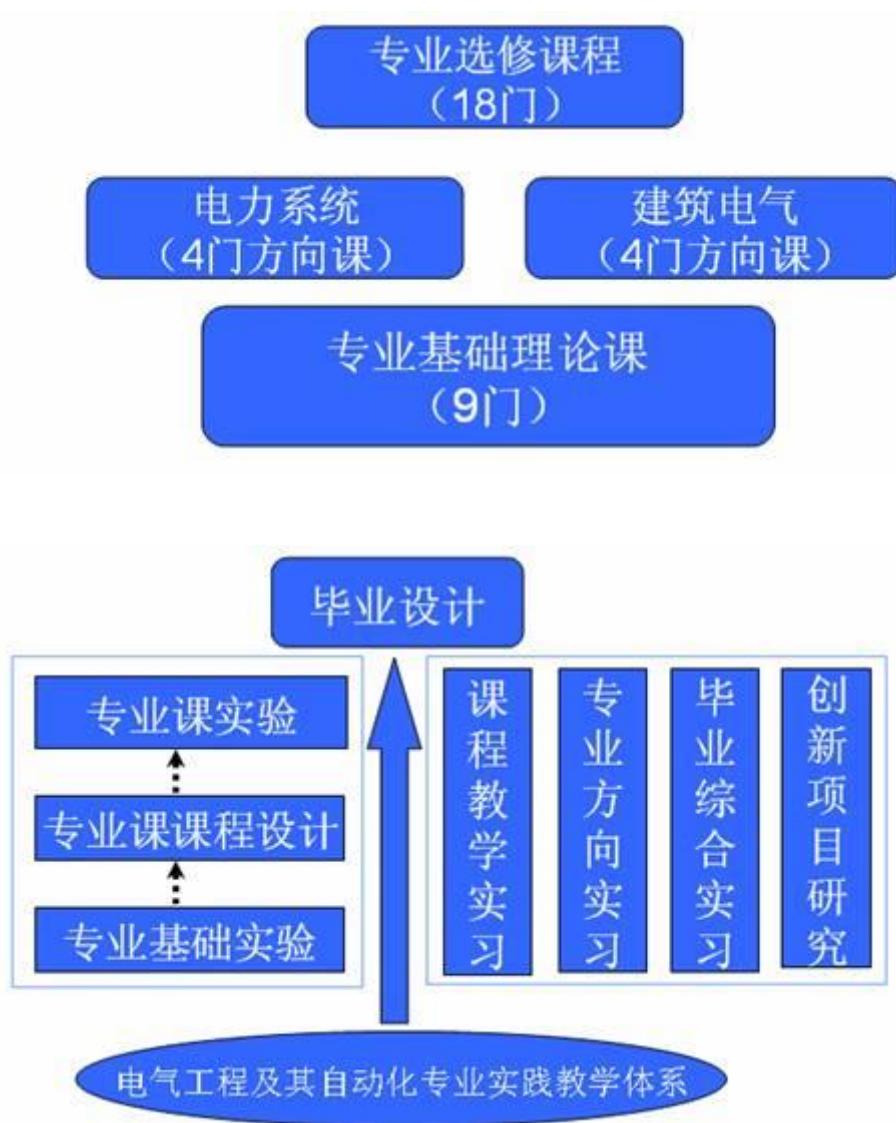 专业选修课程
（18门）
电力系统
（4门方向课）
建筑电气
（4门方向课）
专业基础理论课
（9门）
毕业设计
专业课实验
专业课课程设计
专业基础实验
课程教学实习
专业方向实习
毕业综合实习
创新项目研究
电气工程及其自动化专业实践教学体系